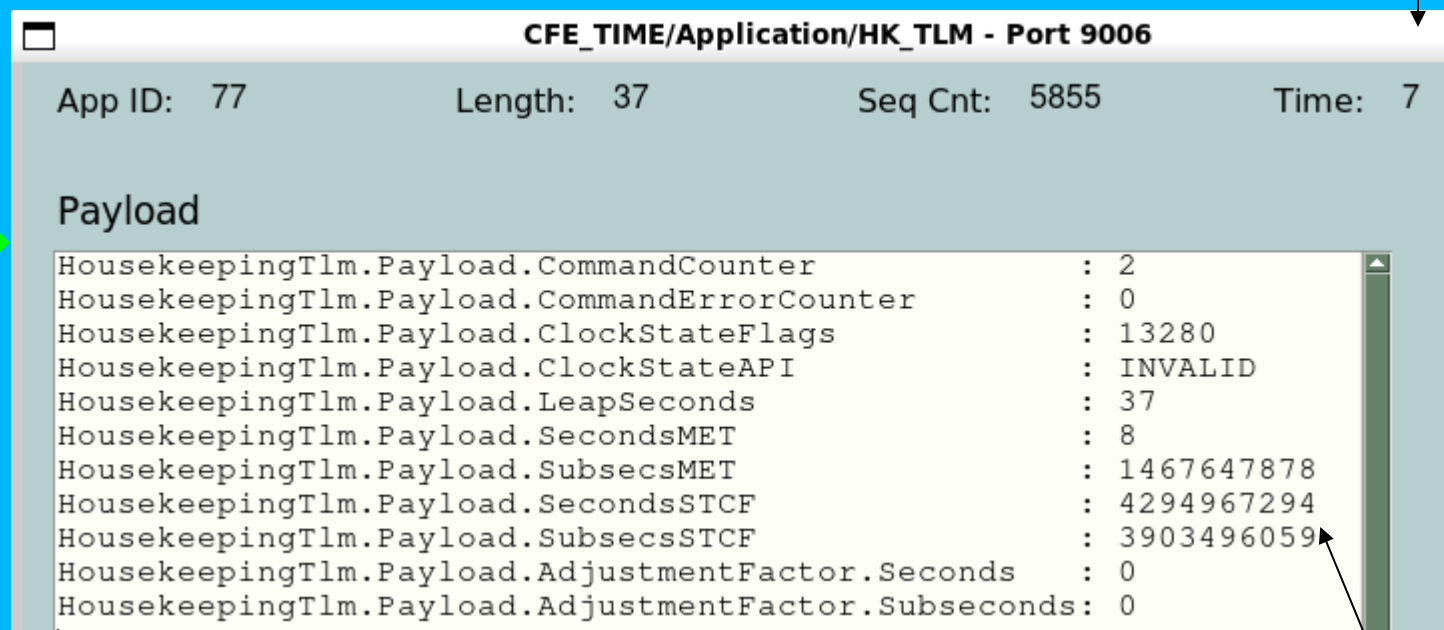 CFE_TIME/Application/HK_TLM - Port 9006
App ID: 77 Length: 37 Seq Cnt: 5855 Time: 7
Payload
HousekeepingTlm.Payload.CommandCounter : 2
HousekeepingTlm.Payload.CommandErrorCounter : 0
HousekeepingTlm.Payload.ClockStateFlags : 13280
HousekeepingTlm.Payload.ClockStateAPI : INVALID
HousekeepingTlm.Payload.LeapSeconds : 37
HousekeepingTlm.Payload.SecondsMET : 8
HousekeepingTlm.Payload.SubsecsMET : 1467647878
HousekeepingTlm.Payload.SecondsSTCF : 4294967294
HousekeepingTlm.Payload.SubsecsSTCF : 3903496059
HousekeepingTlm.Payload.AdjustmentFactor.Seconds : 0
HousekeepingTlm.Payload.AdjustmentFactor.Subseconds: 0